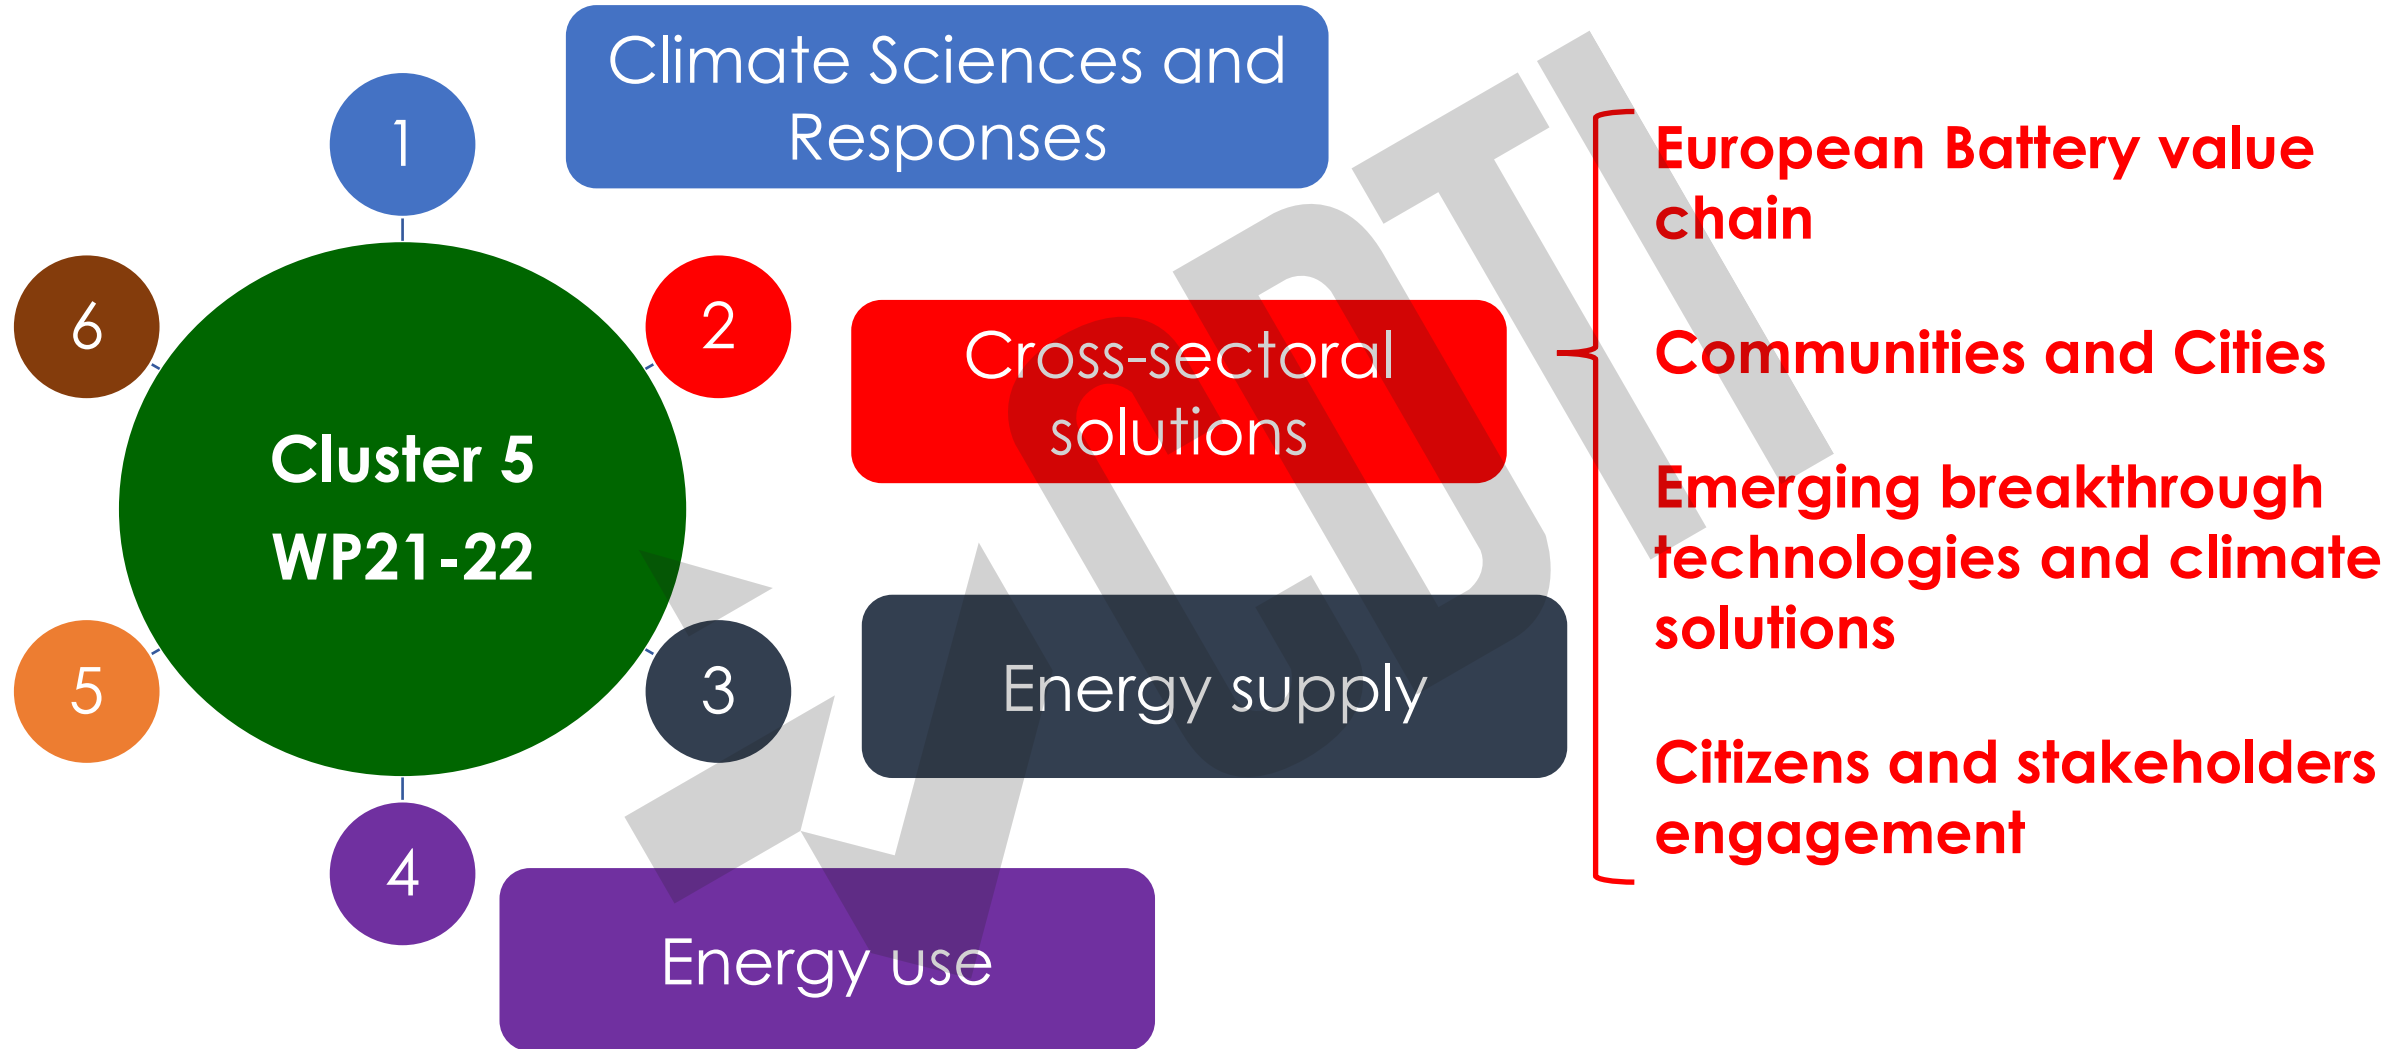 Climate Sciences and
Responses
1
6
2
Cluster 5
WP21-22
5
3
4
Cross-sectoral
solutions
Energy supply
Energy use
European Battery value
chain
Communities and Cities
Emerging breakthrough
technologies and climate
solutions
Citizens and stakeholders
engagement
CDTI